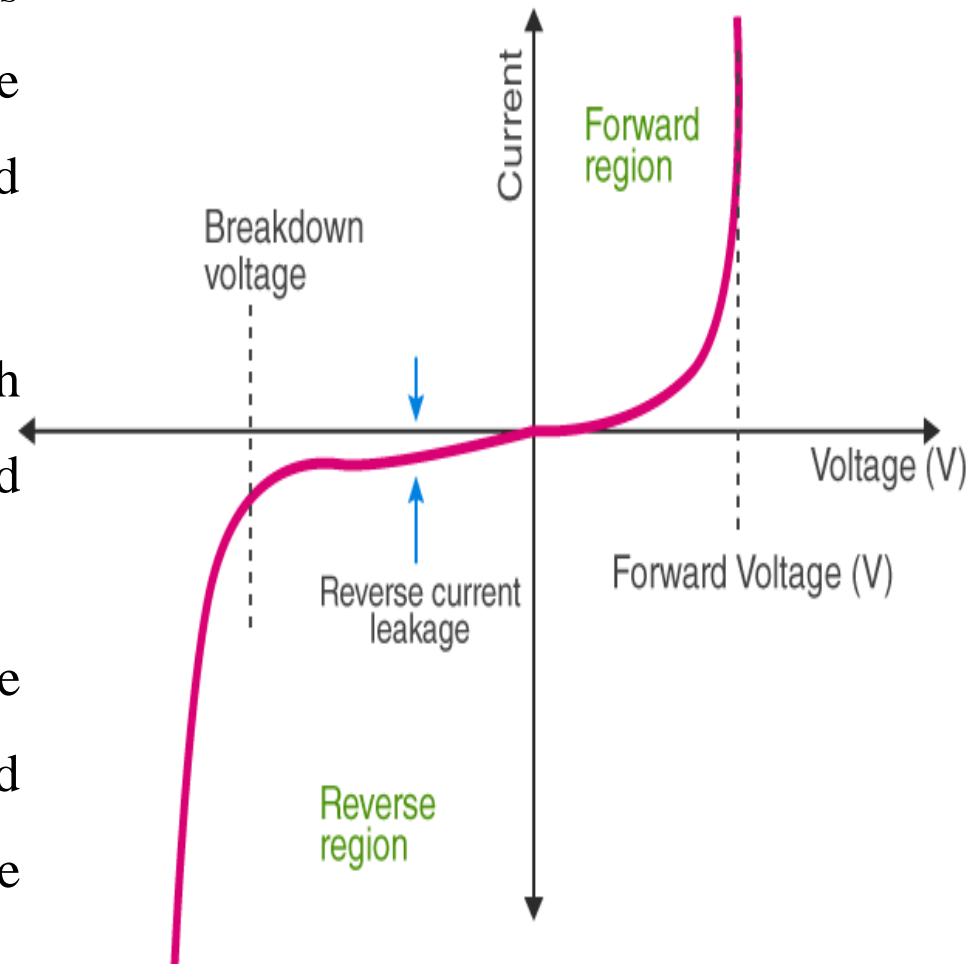 s
e
d
h
d
e
d
e
Current
Forward
region
Breakdown
voltage
Voltage (V)
Forward Voltage (V)
Reverse current
leakage
Reverse
region